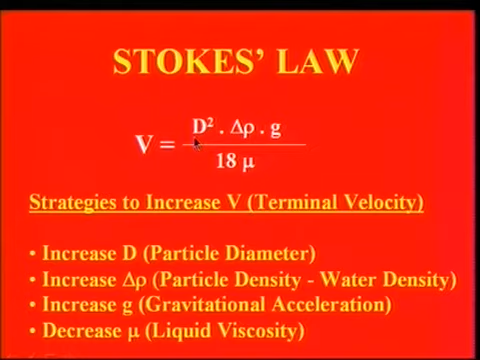 STOKES' LAW
V = D² . Δρ . g
18 μ
Strategies to Increase V (Terminal Velocity)
• Increase D (Particle Diameter)
• Increase Δρ (Particle Density - Water Density)
• Increase g (Gravitational Acceleration)
• Decrease μ (Liquid Viscosity)